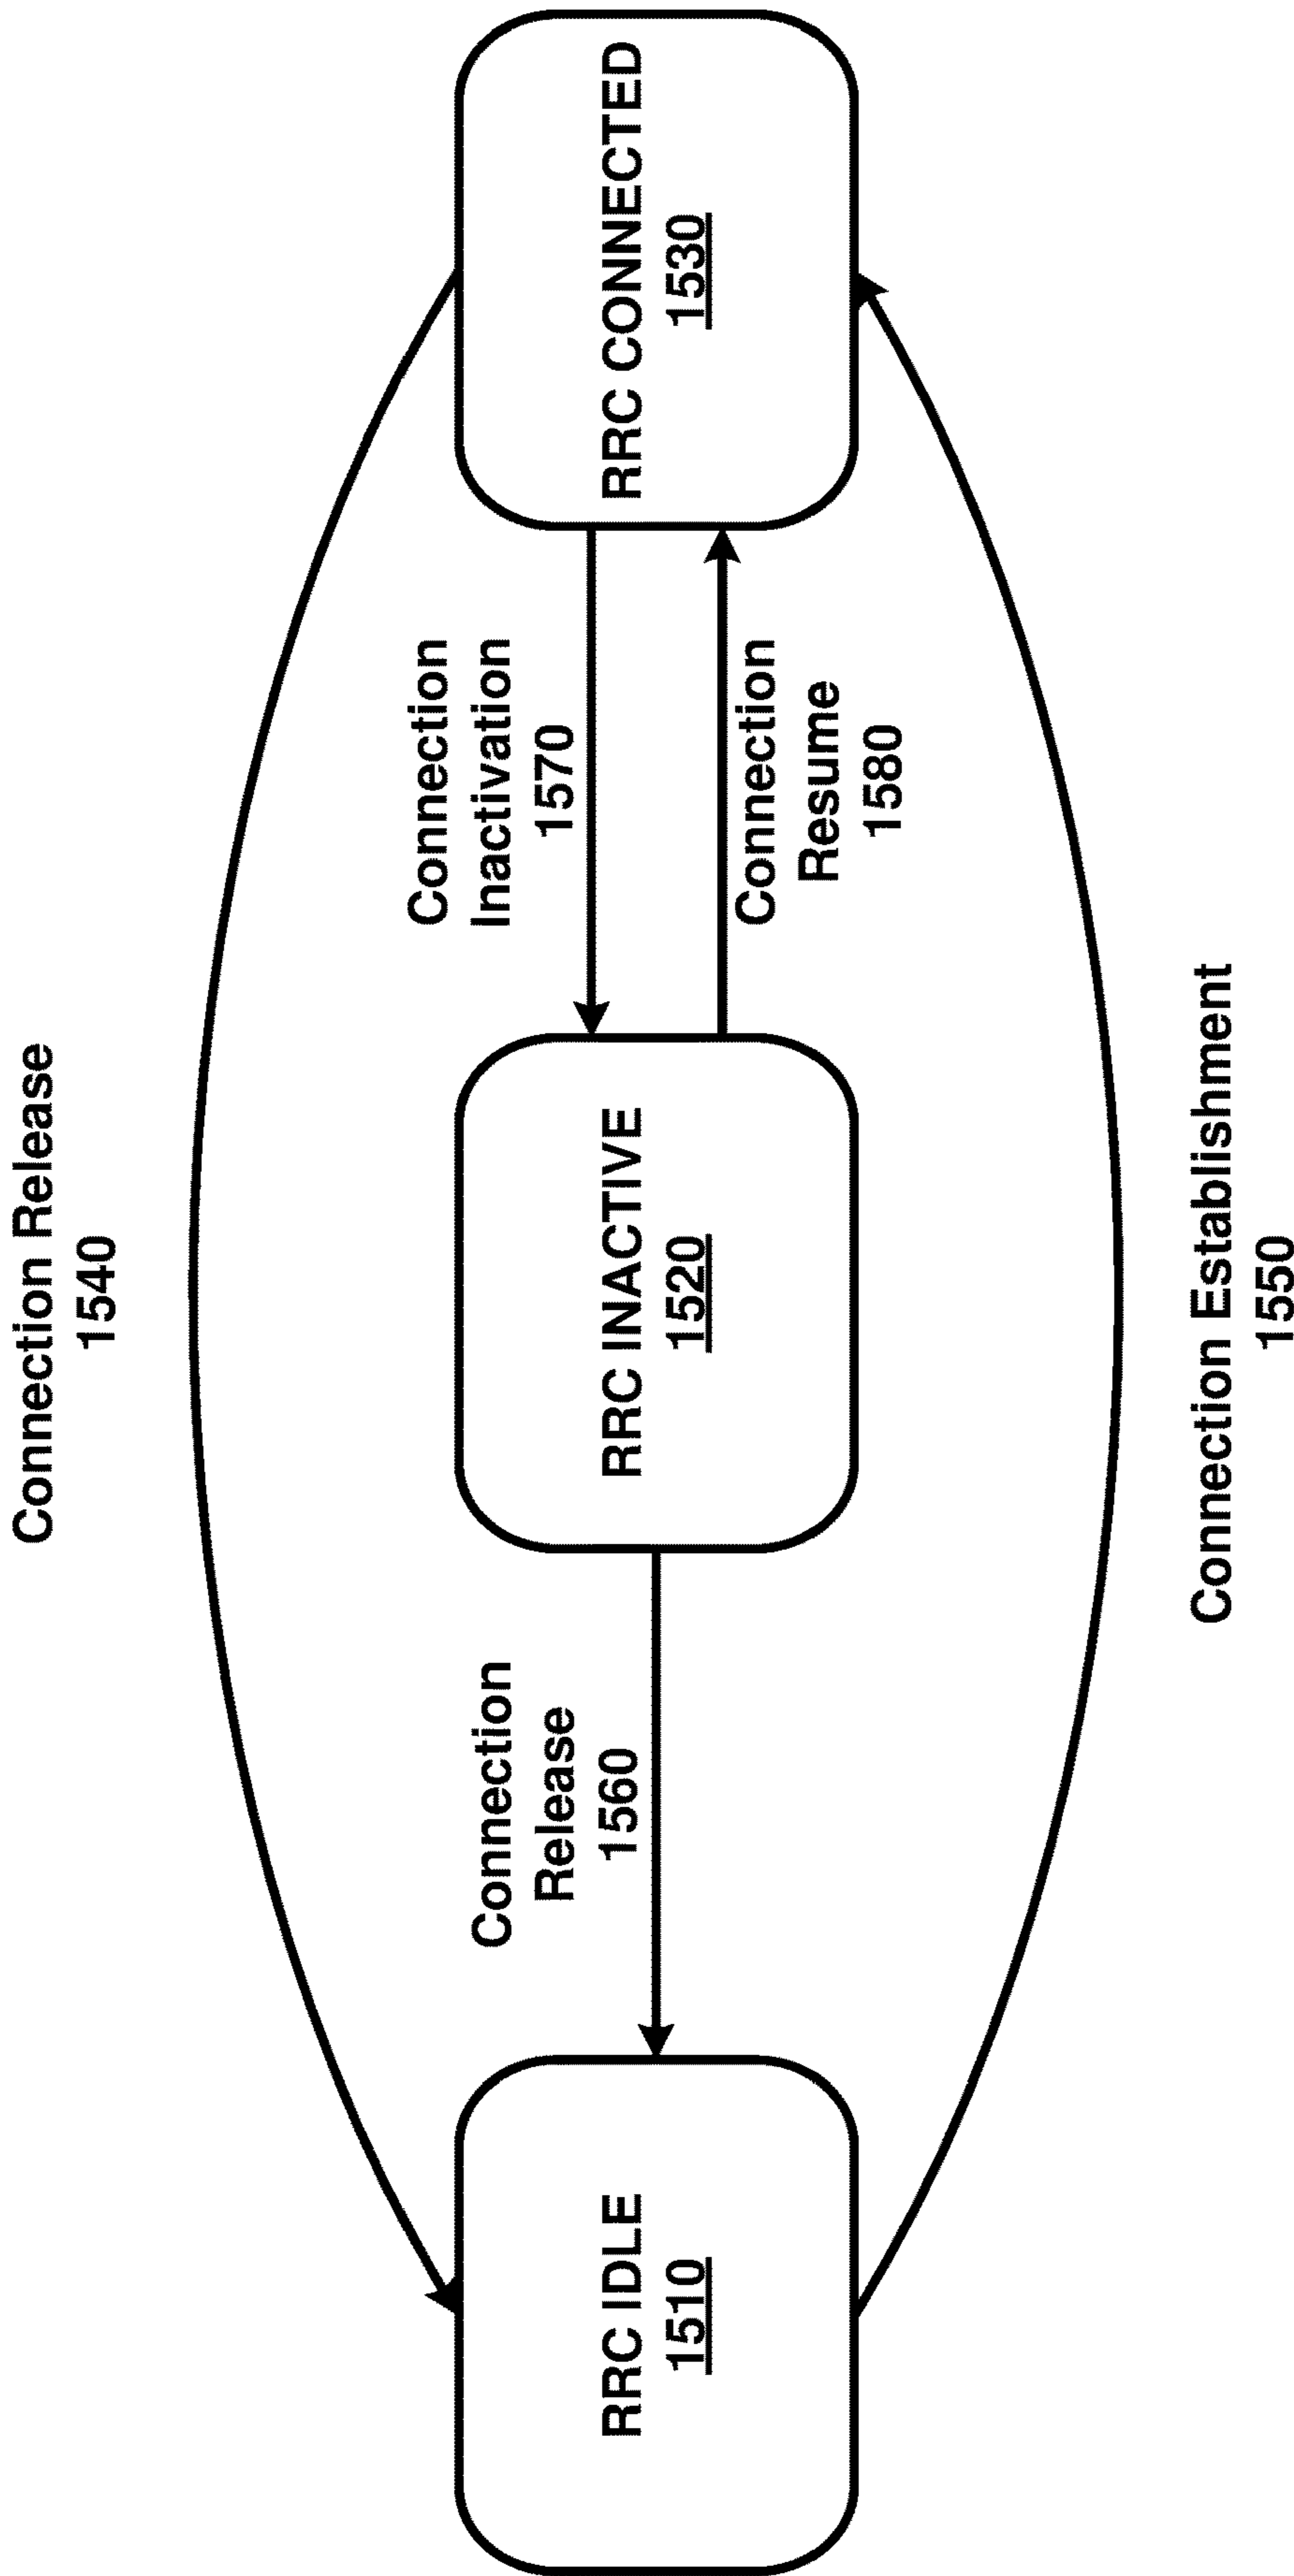 Connection Release
1540
RRC IDLE
1510
Connection
Release
1560
RRC INACTIVE
1520
Connection
Inactivation
1570
Connection
Resume
1580
RRC CONNECTED
1530
Connection Establishment
1550